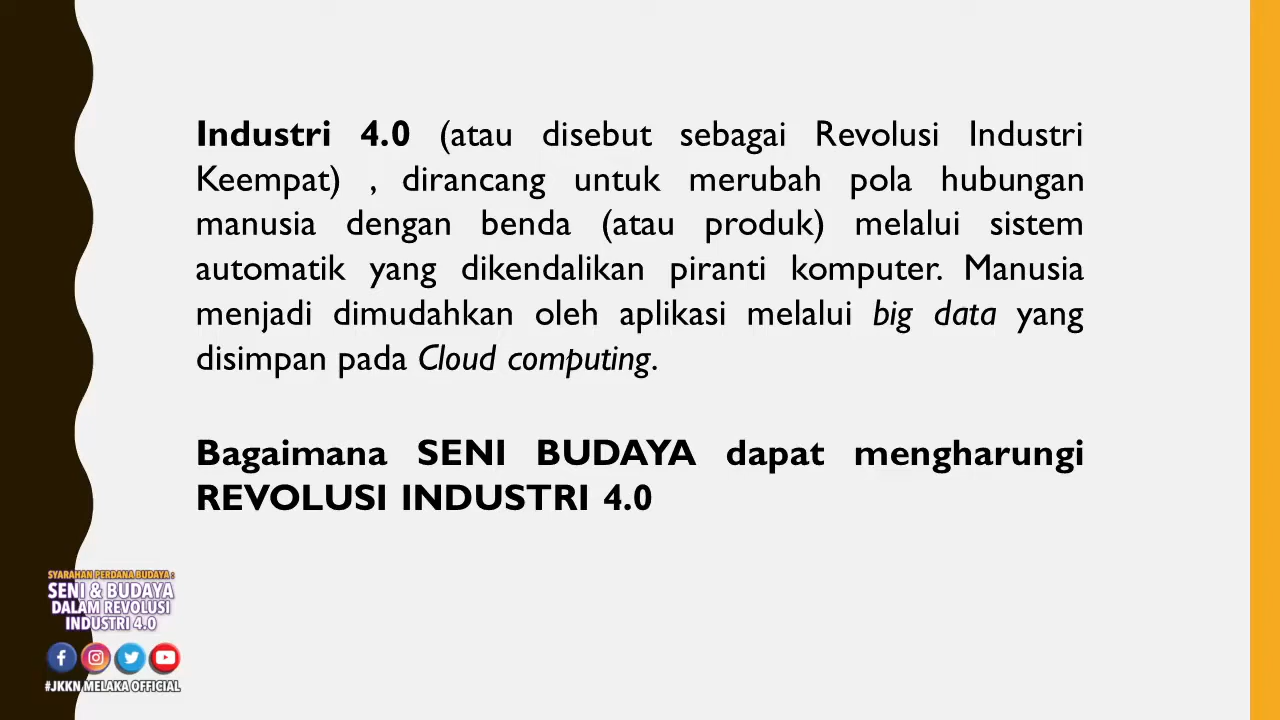 Industri 4.0 (atau disebut sebagai Revolusi Industri
Keempat) , dirancang untuk merubah pola hubungan
manusia dengan benda (atau produk) melalui sistem
automatik yang dikendalikan piranti komputer. Manusia
menjadi dimudahkan oleh aplikasi melalui big data yang
disimpan pada Cloud computing.
Bagaimana SENI BUDAYA dapat mengharungi
REVOLUSI INDUSTRI 4.0
SYARAHAN PERDANA BUDAYA :
SENI & BUDAYA
DALAM REVOLUSI
INDUSTRI 4.0
#JKKN MELAKA OFFICIAL